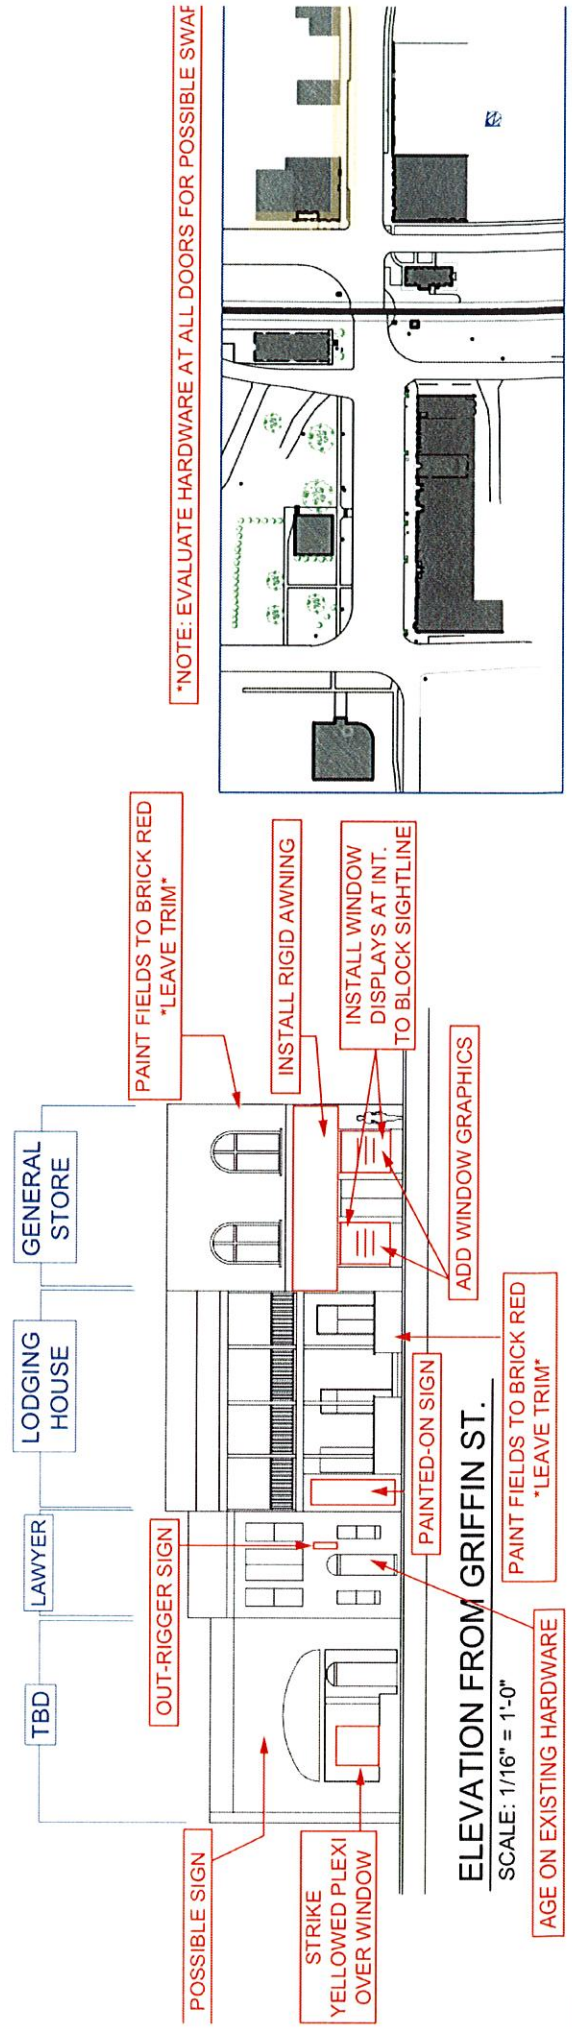 TBD
LAWYER
LODGING
HOUSE
GENERAL
STORE
POSSIBLE SIGN
OUT-RIGGER SIGN
PAINT FIELDS TO BRICK RED
*LEAVE TRIM*
INSTALL RIGID AWNING
INSTALL WINDOW
DISPLAYS AT INT.
TO BLOCK SIGHTLINE
STRIKE
YELLOWED PLEXI
OVER WINDOW
PAINTED-ON SIGN
ADD WINDOW GRAPHICS
ELEVATION FROM GRIFFIN ST.
SCALE: 1/16" = 1'-0"
AGE ON EXISTING HARDWARE
PAINT FIELDS TO BRICK RED
*LEAVE TRIM*
*NOTE: EVALUATE HARDWARE AT ALL DOORS FOR POSSIBLE SWAP